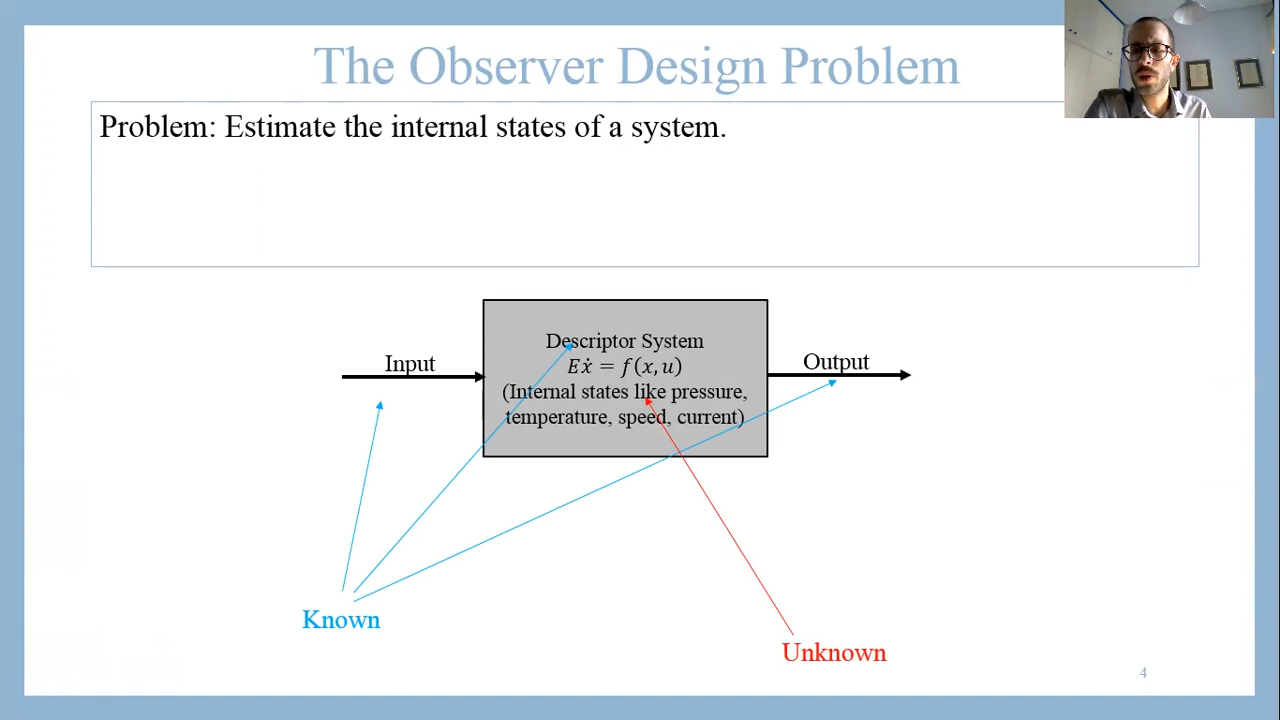 The Observer Design Problem
Problem: Estimate the internal states of a system.
Input
Descriptor System
Eẋ = f(x, u)
(Internal states like pressure,
temperature, speed, current)
Output
Known
Unknown
4